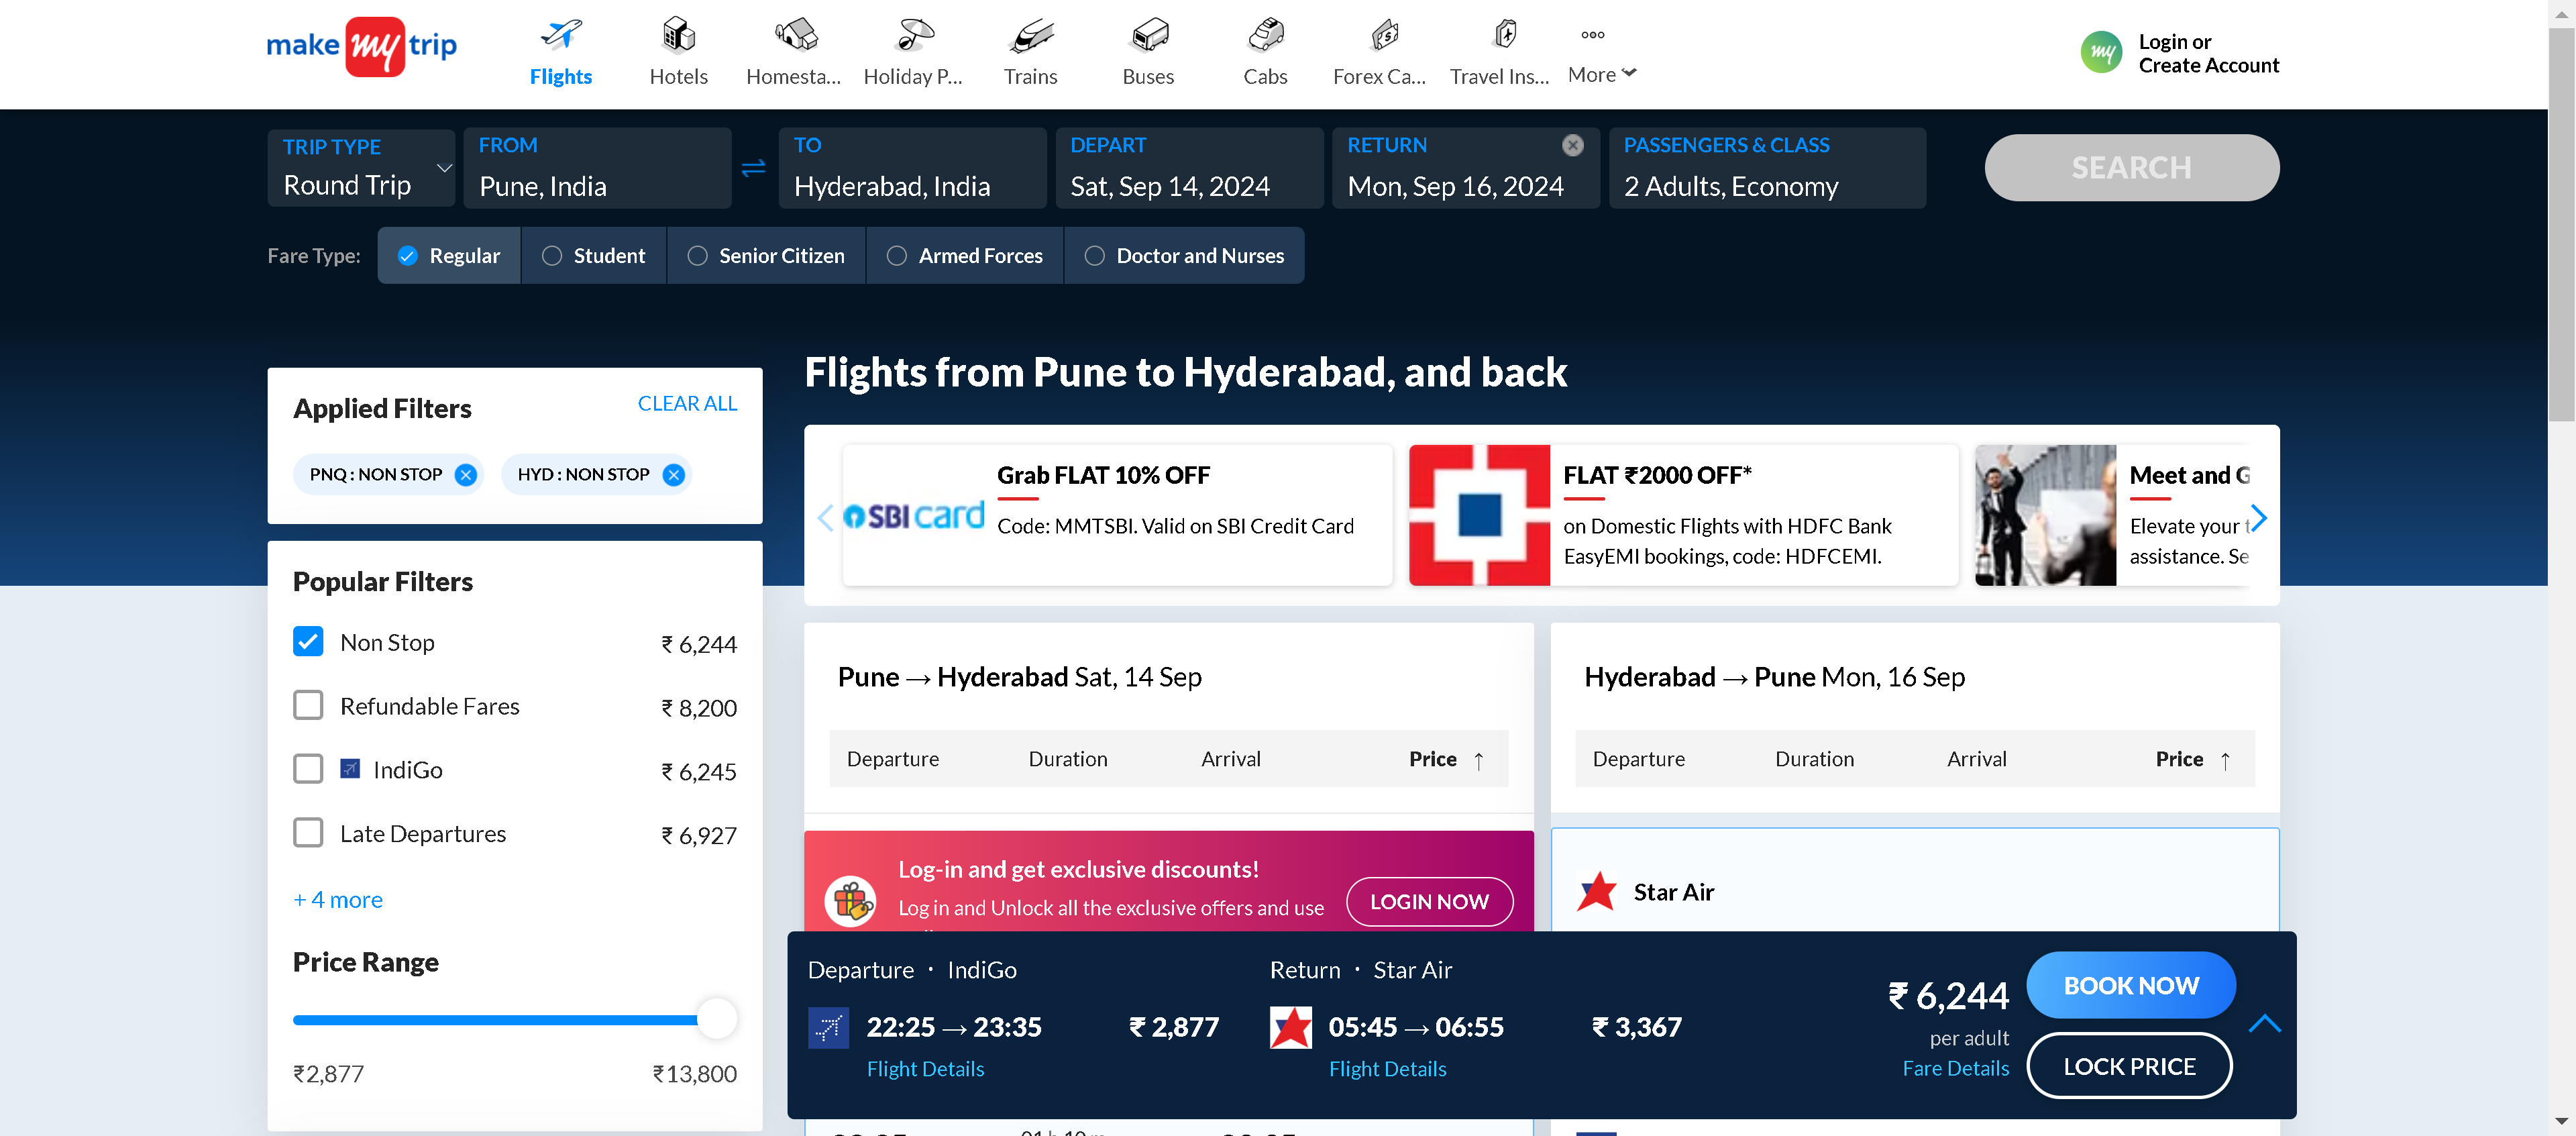 make my trip
Flights
Hotels
Homesta...
Holiday P...
Trains
Buses
Cabs
Forex Ca...
Travel Ins...
More
my
Login or
Create Account
TRIP TYPE
Round Trip
FROM
Pune, India
TO
Hyderabad, India
DEPART
Sat, Sep 14, 2024
RETURN
Mon, Sep 16, 2024
PASSENGERS & CLASS
2 Adults, Economy
SEARCH
Fare Type:
Regular
Student
Senior Citizen
Armed Forces
Doctor and Nurses
Flights from Pune to Hyderabad, and back
Applied Filters
CLEAR ALL
PNQ : NON STOP
HYD : NON STOP
SBI card
Grab FLAT 10% OFF
Code: MMTSBI. Valid on SBI Credit Card
FLAT ₹2000 OFF*
on Domestic Flights with HDFC Bank
EasyEMI bookings, code: HDFCEMI.
Meet and G
Elevate your t
assistance. Se
Popular Filters
Non Stop ₹ 6,244
Refundable Fares ₹ 8,200
IndiGo ₹ 6,245
Late Departures ₹ 6,927
+ 4 more
Price Range
₹2,877 ₹13,800
Pune → Hyderabad Sat, 14 Sep
Departure Duration Arrival Price ↑
Log-in and get exclusive discounts!
Log in and Unlock all the exclusive offers and use
LOGIN NOW
Hyderabad → Pune Mon, 16 Sep
Departure Duration Arrival Price ↑
Star Air
Departure · IndiGo
22:25 → 23:35 ₹ 2,877
Flight Details
Return · Star Air
05:45 → 06:55 ₹ 3,367
Flight Details
₹ 6,244
per adult
Fare Details
BOOK NOW
LOCK PRICE